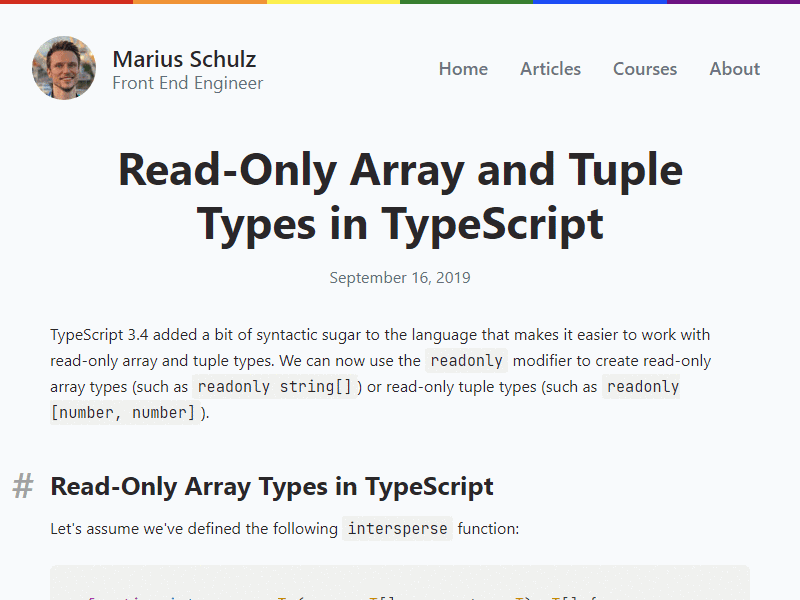 Marius Schulz
Front End Engineer
Home Articles Courses About
Read-Only Array and Tuple
Types in TypeScript
September 16, 2019
TypeScript 3.4 added a bit of syntactic sugar to the language that makes it easier to work with
read-only array and tuple types. We can now use the readonly modifier to create read-only
array types (such as readonly string[]) or read-only tuple types (such as readonly
[number, number]).
# Read-Only Array Types in TypeScript
Let's assume we've defined the following intersperse function: